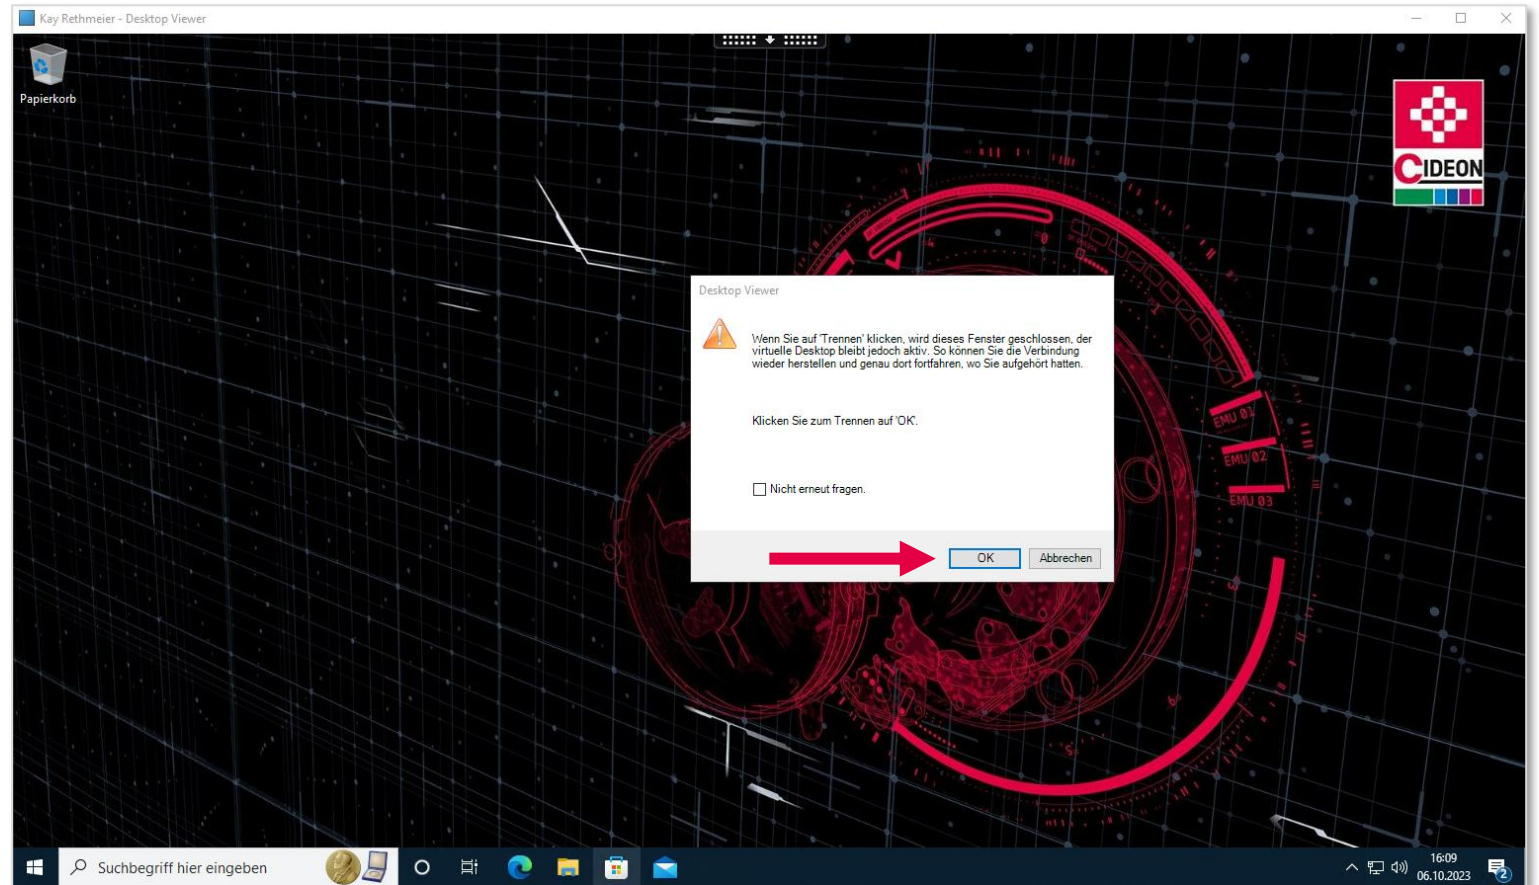 Kay Rethmeier - Desktop Viewer
Papierkorb
CIDEON
Desktop Viewer
Wenn Sie auf 'Trennen' klicken, wird dieses Fenster geschlossen, der
virtuelle Desktop bleibt jedoch aktiv. So können Sie die Verbindung
wieder herstellen und genau dort fortfahren, wo Sie aufgehört hatten.
Klicken Sie zum Trennen auf 'OK'.
Nicht erneut fragen.
OK
Abbrechen
EMU 01
EMU 02
EMU 03
Suchbegriff hier eingeben
16:09
06.10.2023
2